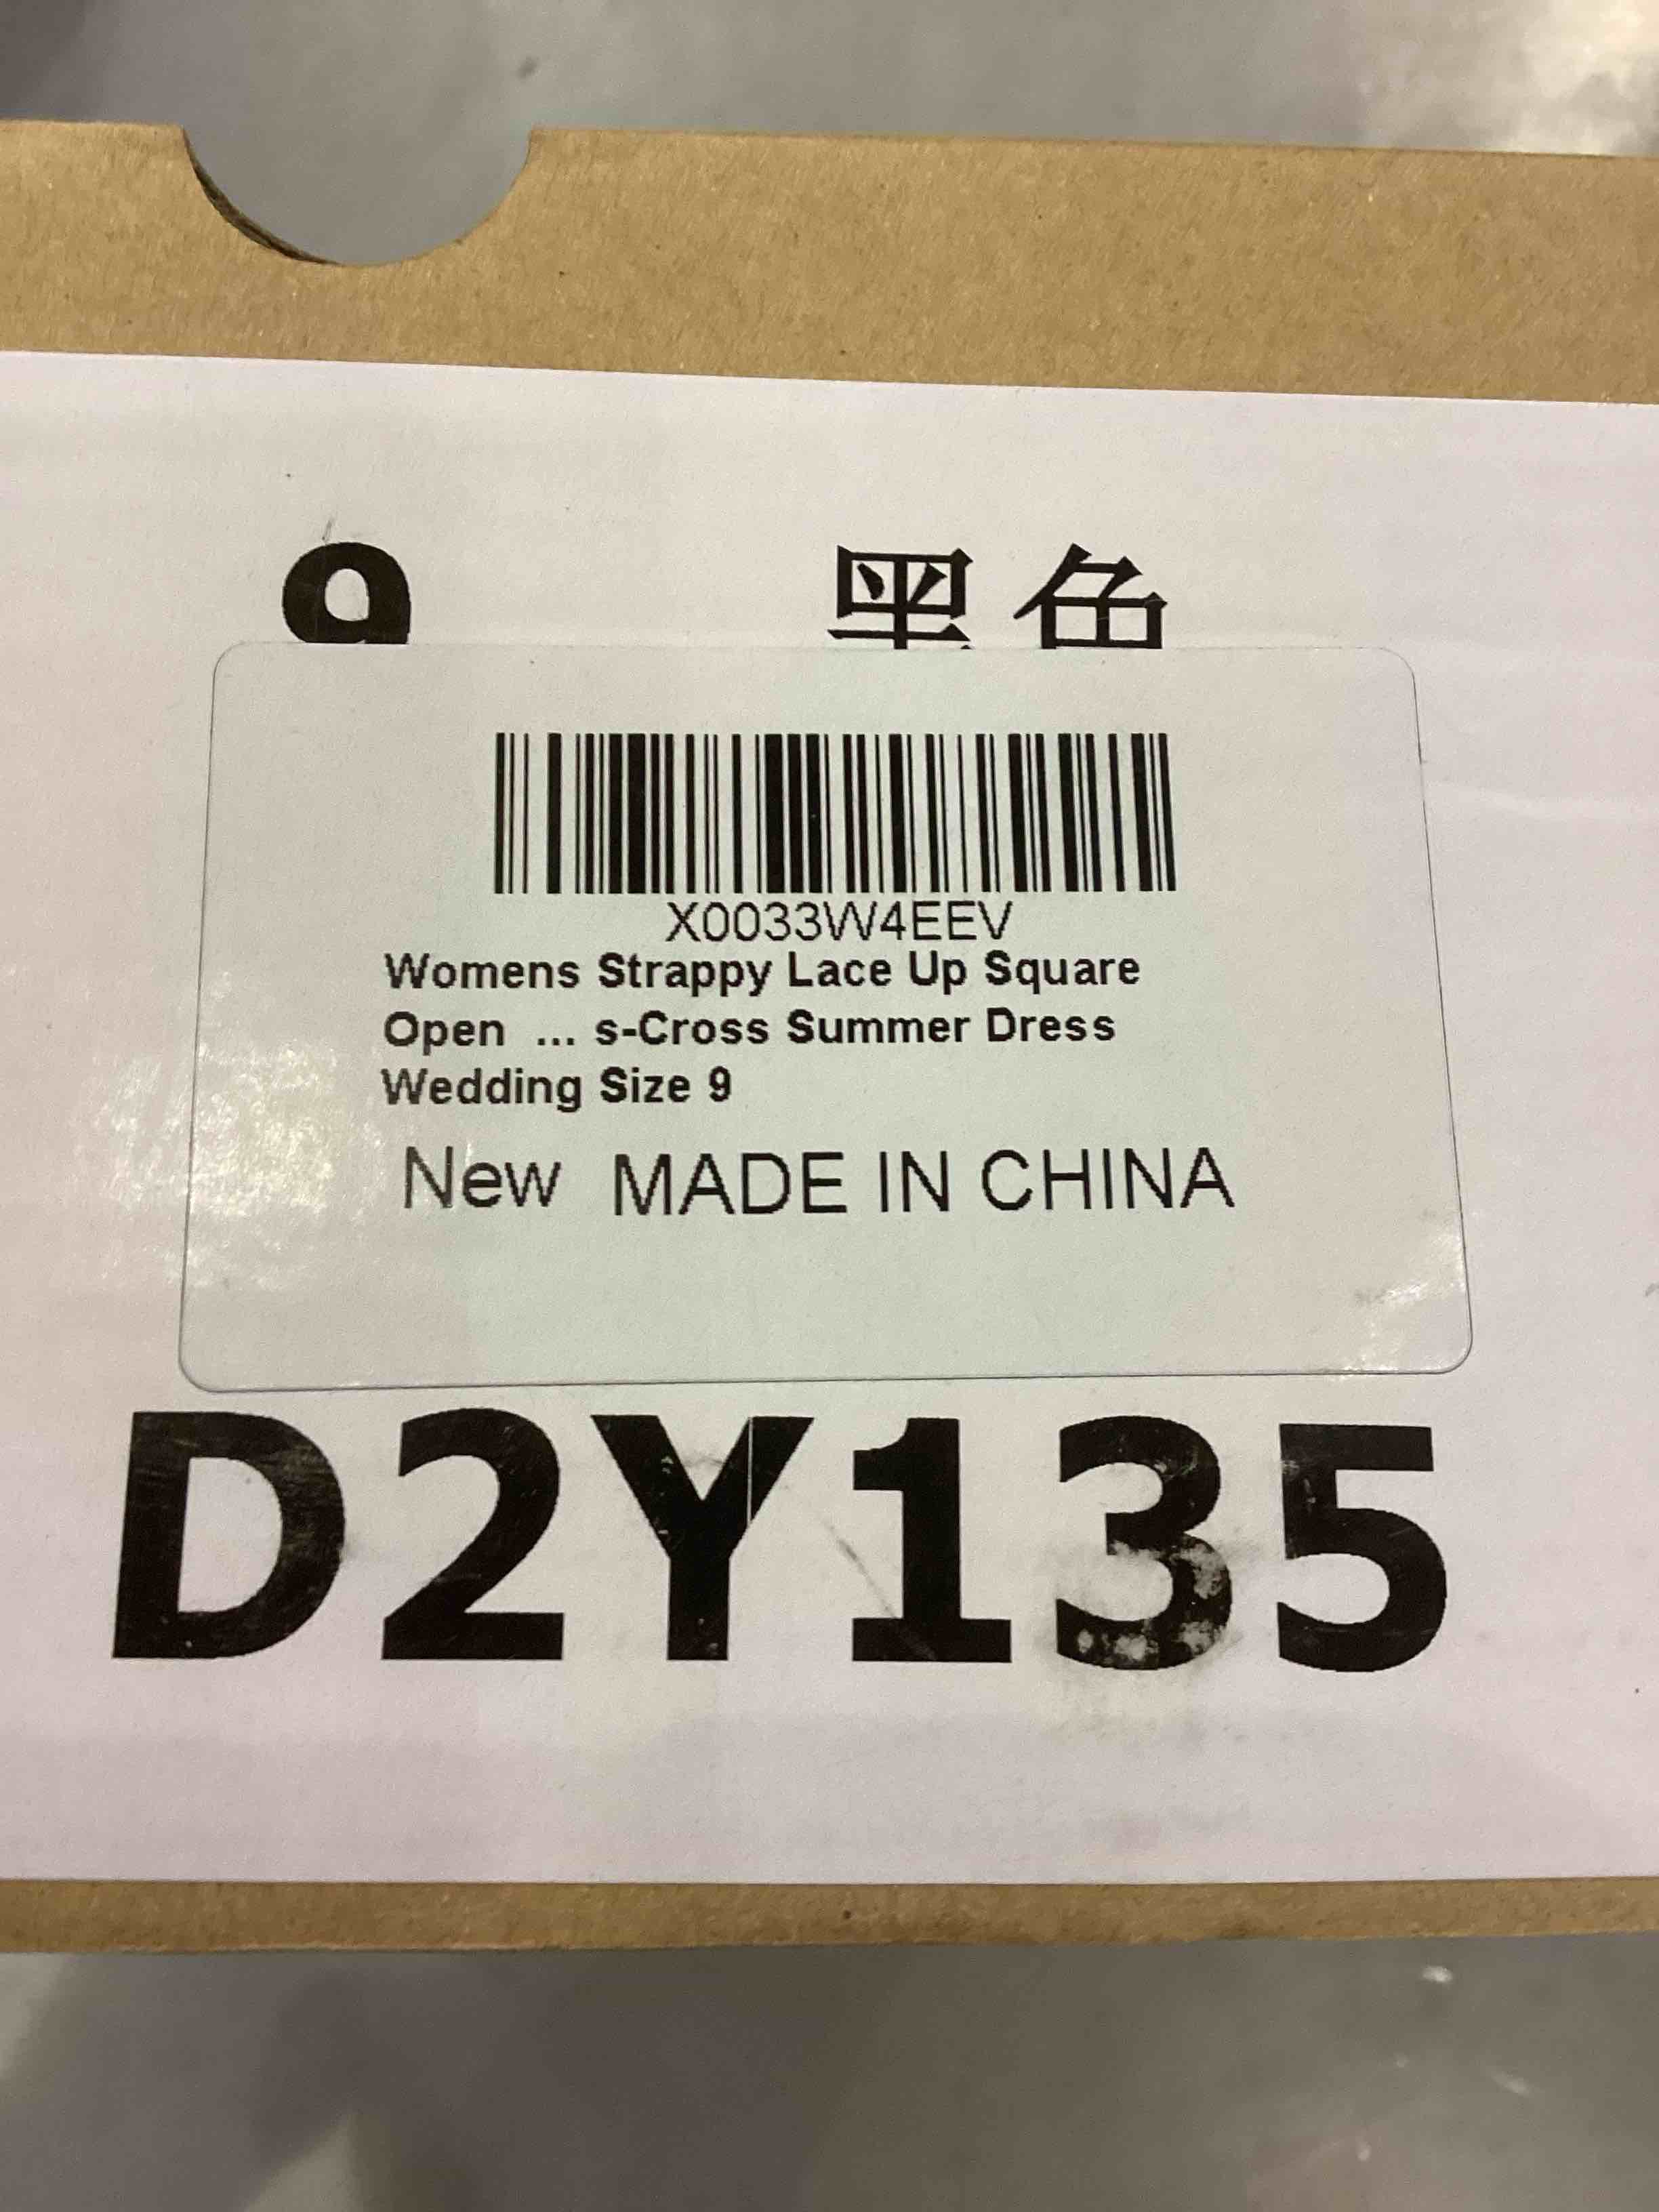 9 黑色
X0033W4EEV
Womens Strappy Lace Up Square
Open ... s-Cross Summer Dress
Wedding Size 9
New MADE IN CHINA
D2Y135